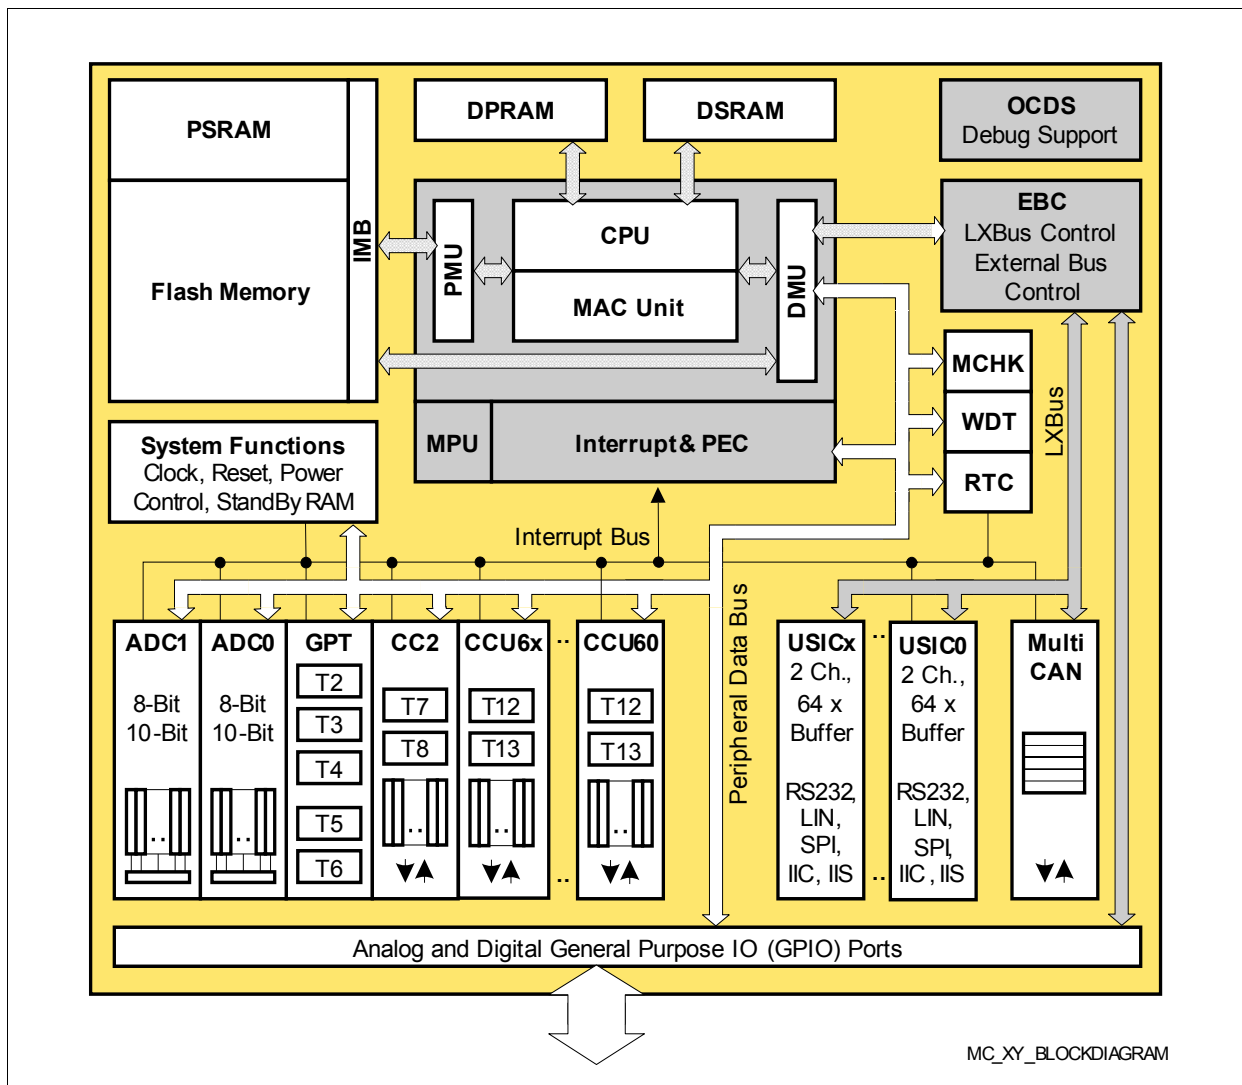 PSRAM
DPRAM
DSRAM
OCDS
Debug Support
IMB
Flash Memory
PMU
CPU
MAC Unit
DMU
EBC
LXBus Control
External Bus
Control
MCHK
WDT
RTC
LXBus
MPU
Interrupt & PEC
System Functions
Clock, Reset, Power
Control, StandBy RAM
Interrupt Bus
Peripheral Data Bus
ADC1
8-Bit
10-Bit
..
ADC0
8-Bit
10-Bit
..
GPT
T2
T3
T4
T5
T6
CC2
T7
T8
..
CCU6x
T12
T13
..
..
..
CCU60
T12
T13
..
USICx
2 Ch.,
64 x
Buffer
RS232,
LIN,
SPI,
IIC, IIS
..
..
USIC0
2 Ch.,
64 x
Buffer
RS232,
LIN,
SPI,
IIC, IIS
Multi
CAN
Analog and Digital General Purpose IO (GPIO) Ports
MC_XY_BLOCKDIAGRAM